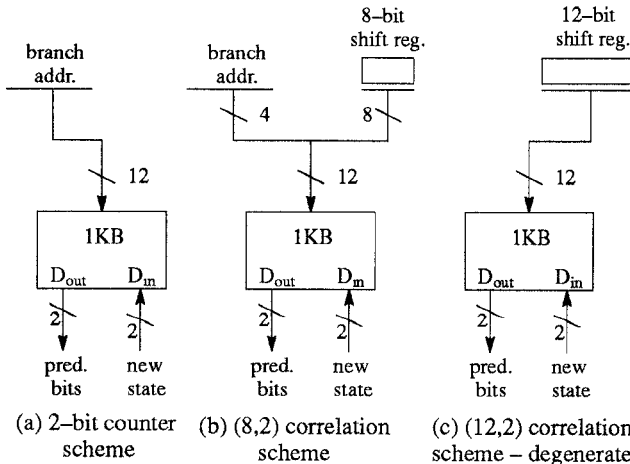 branch
addr.
12
1KB
Dout Din
2 2
pred. new
bits state
(a) 2–bit counter
scheme
8–bit
shift reg.
branch
addr.
4 8
12
1KB
Dout Din
2 2
pred. new
bits state
(b) (8,2) correlation
scheme
12–bit
shift reg.
12
1KB
Dout Din
2 2
pred. new
bits state
(c) (12,2) correlation
scheme – degenerate